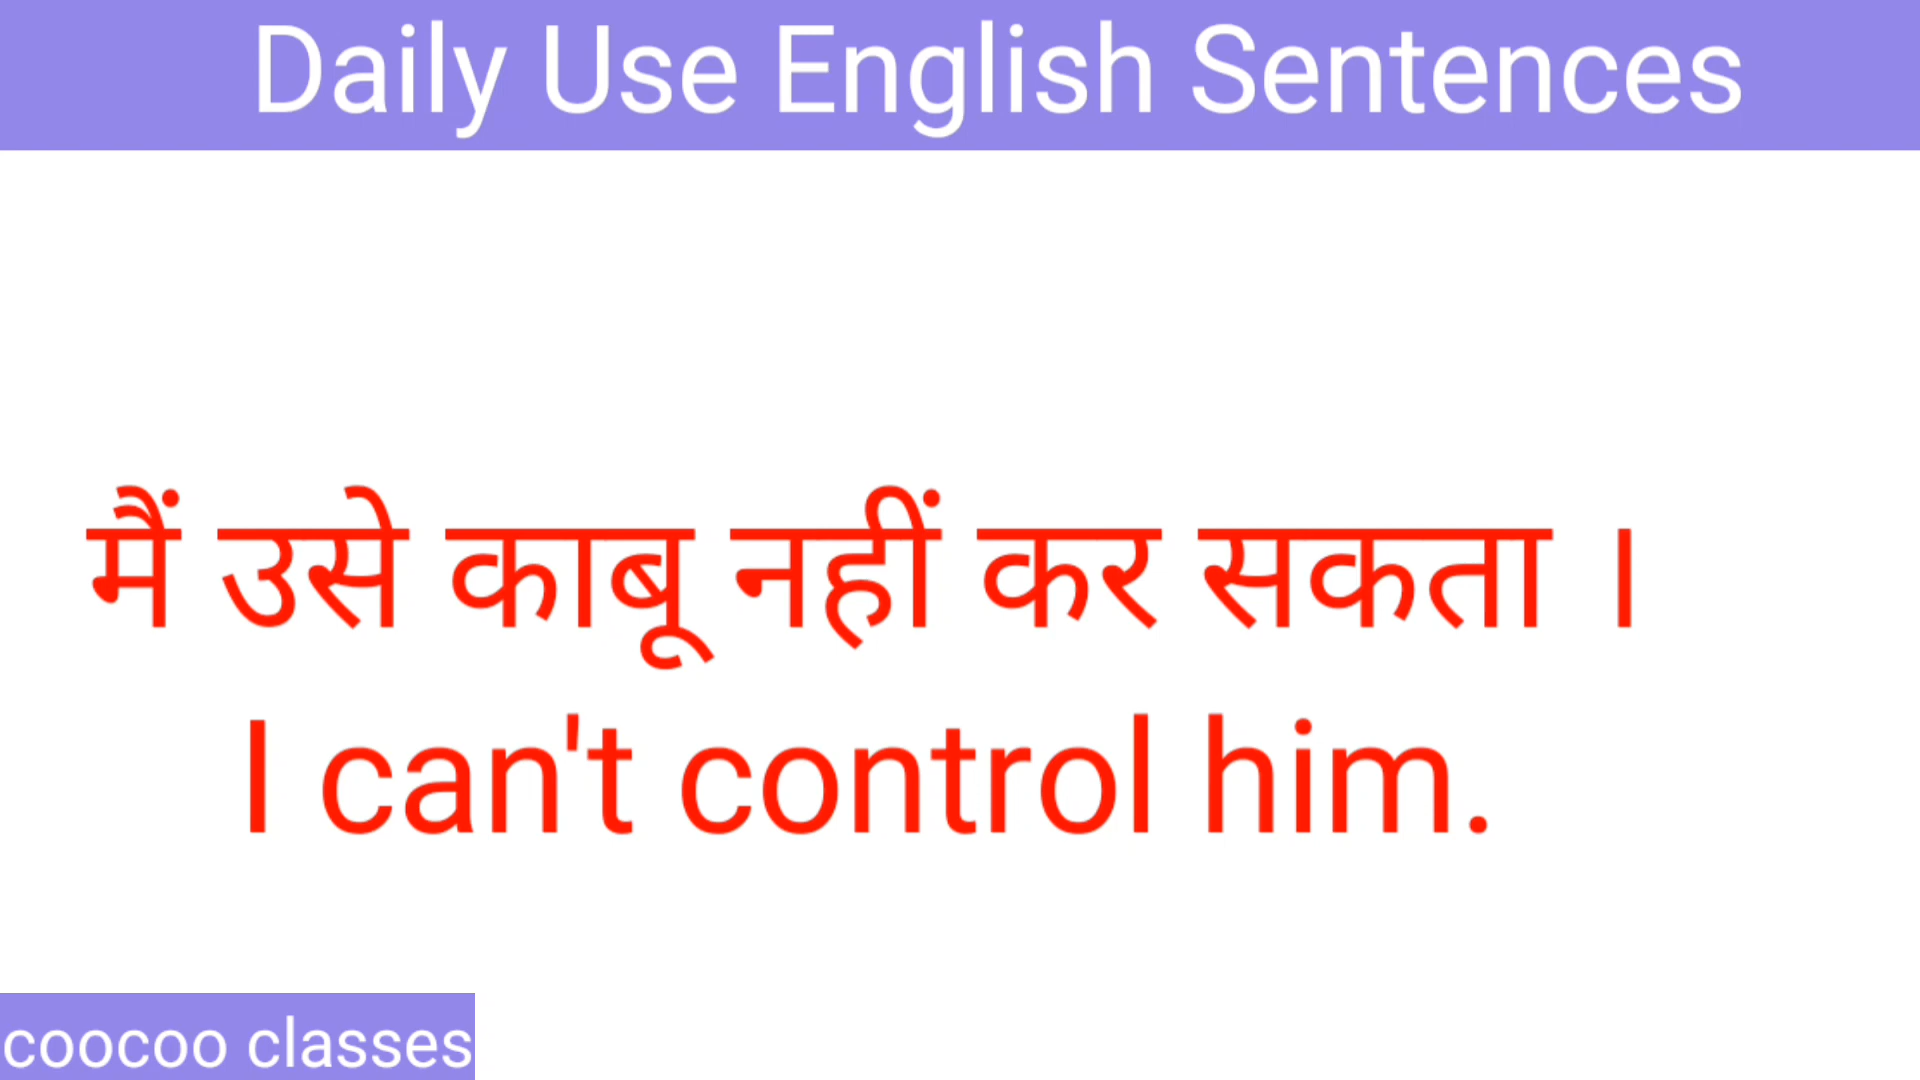 Daily Use English Sentences
मैं उसे काबू नहीं कर सकता ।
I can't control him.
coocoo classes